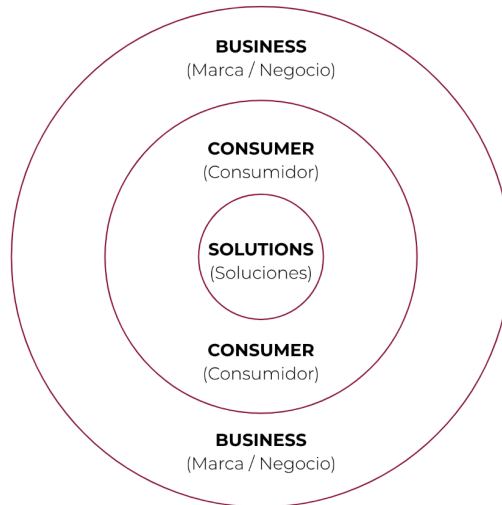 BUSINESS
(Marca / Negocio)
CONSUMER
(Consumidor)
SOLUTIONS
(Soluciones)
CONSUMER
(Consumidor)
BUSINESS
(Marca / Negocio)